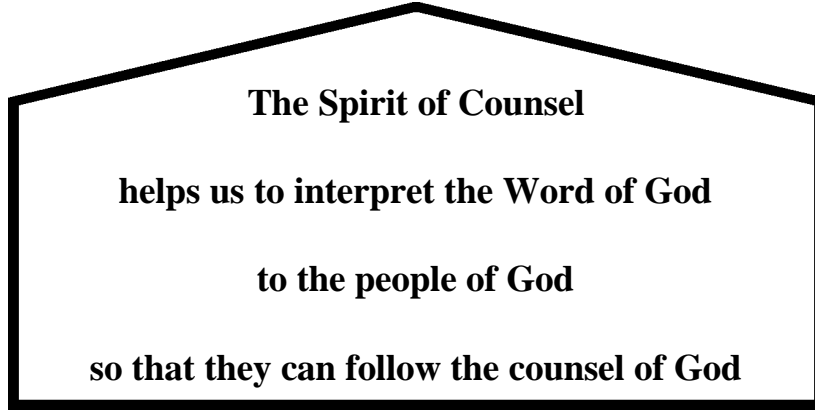 The Spirit of Counsel
helps us to interpret the Word of God
to the people of God
so that they can follow the counsel of God